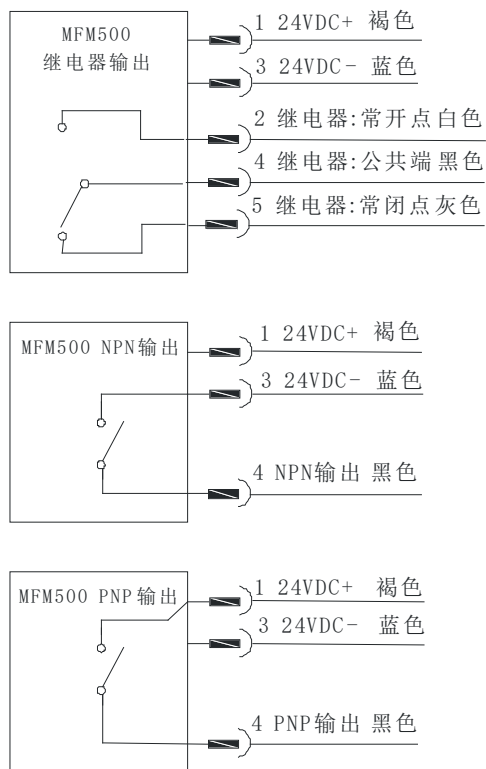 MFM500
继电器输出
1 24VDC+ 褐色
3 24VDC- 蓝色
2 继电器:常开点白色
4 继电器:公共端 黑色
5 继电器:常闭点灰色
MFM500 NPN输出
1 24VDC+ 褐色
3 24VDC- 蓝色
4 NPN输出 黑色
MFM500 PNP输出
1 24VDC+ 褐色
3 24VDC- 蓝色
4 PNP输出 黑色